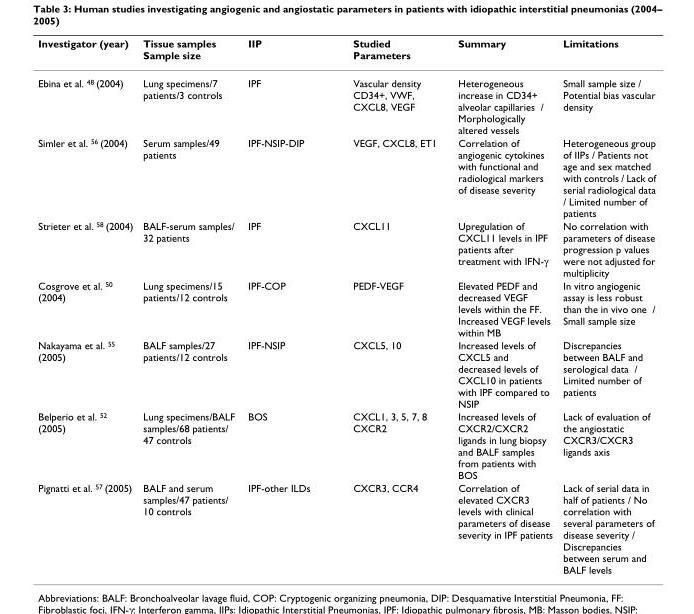 Table 3: Human studies investigating angiogenic and angiostatic parameters in patients with idiopathic interstitial pneumonias (2004–
2005)
Investigator (year)
Tissue samples
Sample size
IIP
Studied
Parameters
Summary
Limitations
Ebina et al. 48 (2004)
Lung specimens/7
patients/3 controls
IPF
Vascular density
CD34+, VWF,
CXCL8, VEGF
Heterogeneous
increase in CD34+
alveolar capillaries /
Morphologically
altered vessels
Small sample size /
Potential bias vascular
density
Simler et al. 56 (2004)
Serum samples/49
patients
IPF-NSIP-DIP
VEGF, CXCL8, ET1
Correlation of
angiogenic cytokines
with functional and
radiological markers
of disease severity
Heterogeneous group
of IIPs / Patients not
age and sex matched
with controls / Lack of
serial radiological data
/ Limited number of
patients
Strieter et al. 58 (2004)
BALF-serum samples/
32 patients
IPF
CXCL11
Upregulation of
CXCL11 levels in IPF
patients after
treatment with IFN-γ
No correlation with
parameters of disease
progression p values
were not adjusted for
multiplicity
Cosgrove et al. 50
(2004)
Lung specimens/15
patients/12 controls
IPF-COP
PEDF-VEGF
Elevated PEDF and
decreased VEGF
levels within the FF.
Increased VEGF levels
within MB
In vitro angiogenic
assay is less robust
than the in vivo one /
Small sample size
Nakayama et al. 55
(2005)
BALF samples/27
patients/12 controls
IPF-NSIP
CXCL5, 10
Increased levels of
CXCL5 and
decreased levels of
CXCL10 in patients
with IPF compared to
NSIP
Discrepancies
between BALF and
serological data /
Limited number of
patients
Belperio et al. 52
(2005)
Lung specimens/BALF
samples/68 patients/
47 controls
BOS
CXCL1, 3, 5, 7, 8
CXCR2
Increased levels of
CXCR2/CXCR2
ligands in lung biopsy
and BALF samples
from patients with
BOS
Lack of evaluation of
the angiostatic
CXCR3/CXCR3
ligands axis
Pignatti et al. 57 (2005)
BALF and serum
samples/47 patients/
10 controls
IPF-other ILDs
CXCR3, CCR4
Correlation of
elevated CXCR3
levels with clinical
parameters of disease
severity in IPF patients
Lack of serial data in
half of patients / No
correlation with
several parameters of
disease severity /
Discrepancies
between serum and
BALF levels
Abbreviations: BALF: Bronchoalveolar lavage fluid, COP: Cryptogenic organizing pneumonia, DIP: Desquamative Interstitial Pneumonia, FF:
Fibroblastic foci, IFN-γ: Interferon gamma, IIPs: Idiopathic Interstitial Pneumonias, IPF: Idiopathic pulmonary fibrosis, MB: Masson bodies, NSIP: